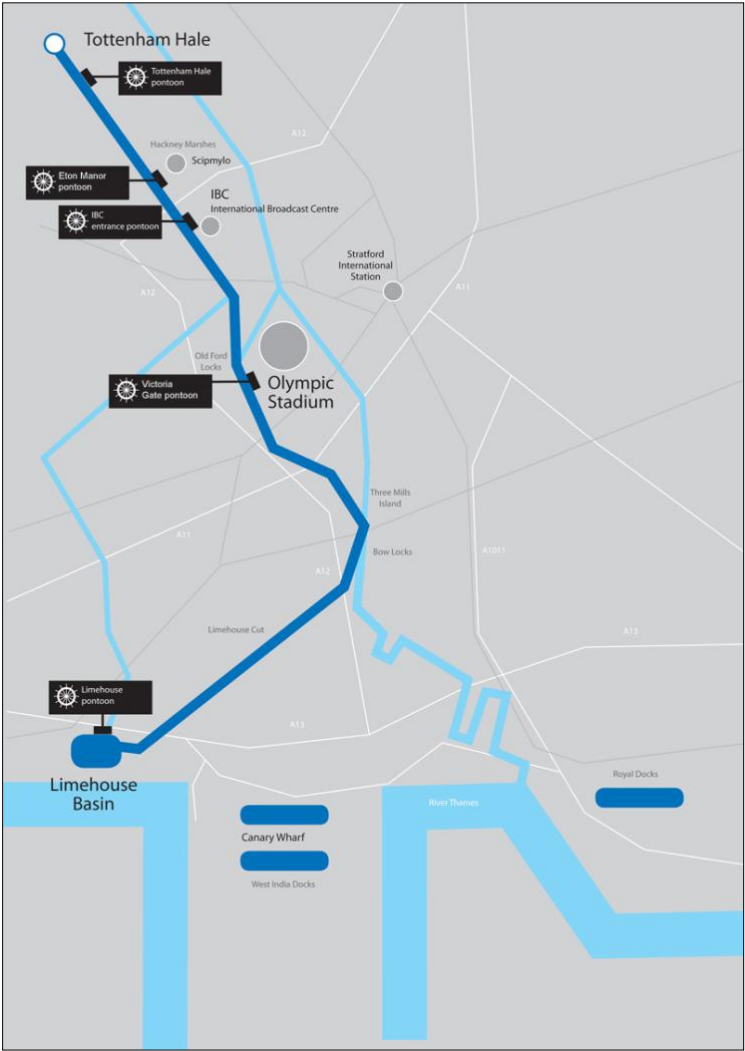 Tottenham Hale
Tottenham Hale
pontoon
A12
Hackney Marshes
Scipmylo
Eton Manor
pontoon
IBC
International Broadcast Centre
IBC
entrance pontoon
Stratford
International
Station
A12
A11
Old Ford
Locks
Victoria
Gate pontoon
Olympic
Stadium
Three Mills
Island
A11
Bow Locks
A1011
A12
Limehouse Cut
A13
Limehouse
pontoon
A13
Limehouse
Basin
Royal Docks
River Thames
Canary Wharf
West India Docks